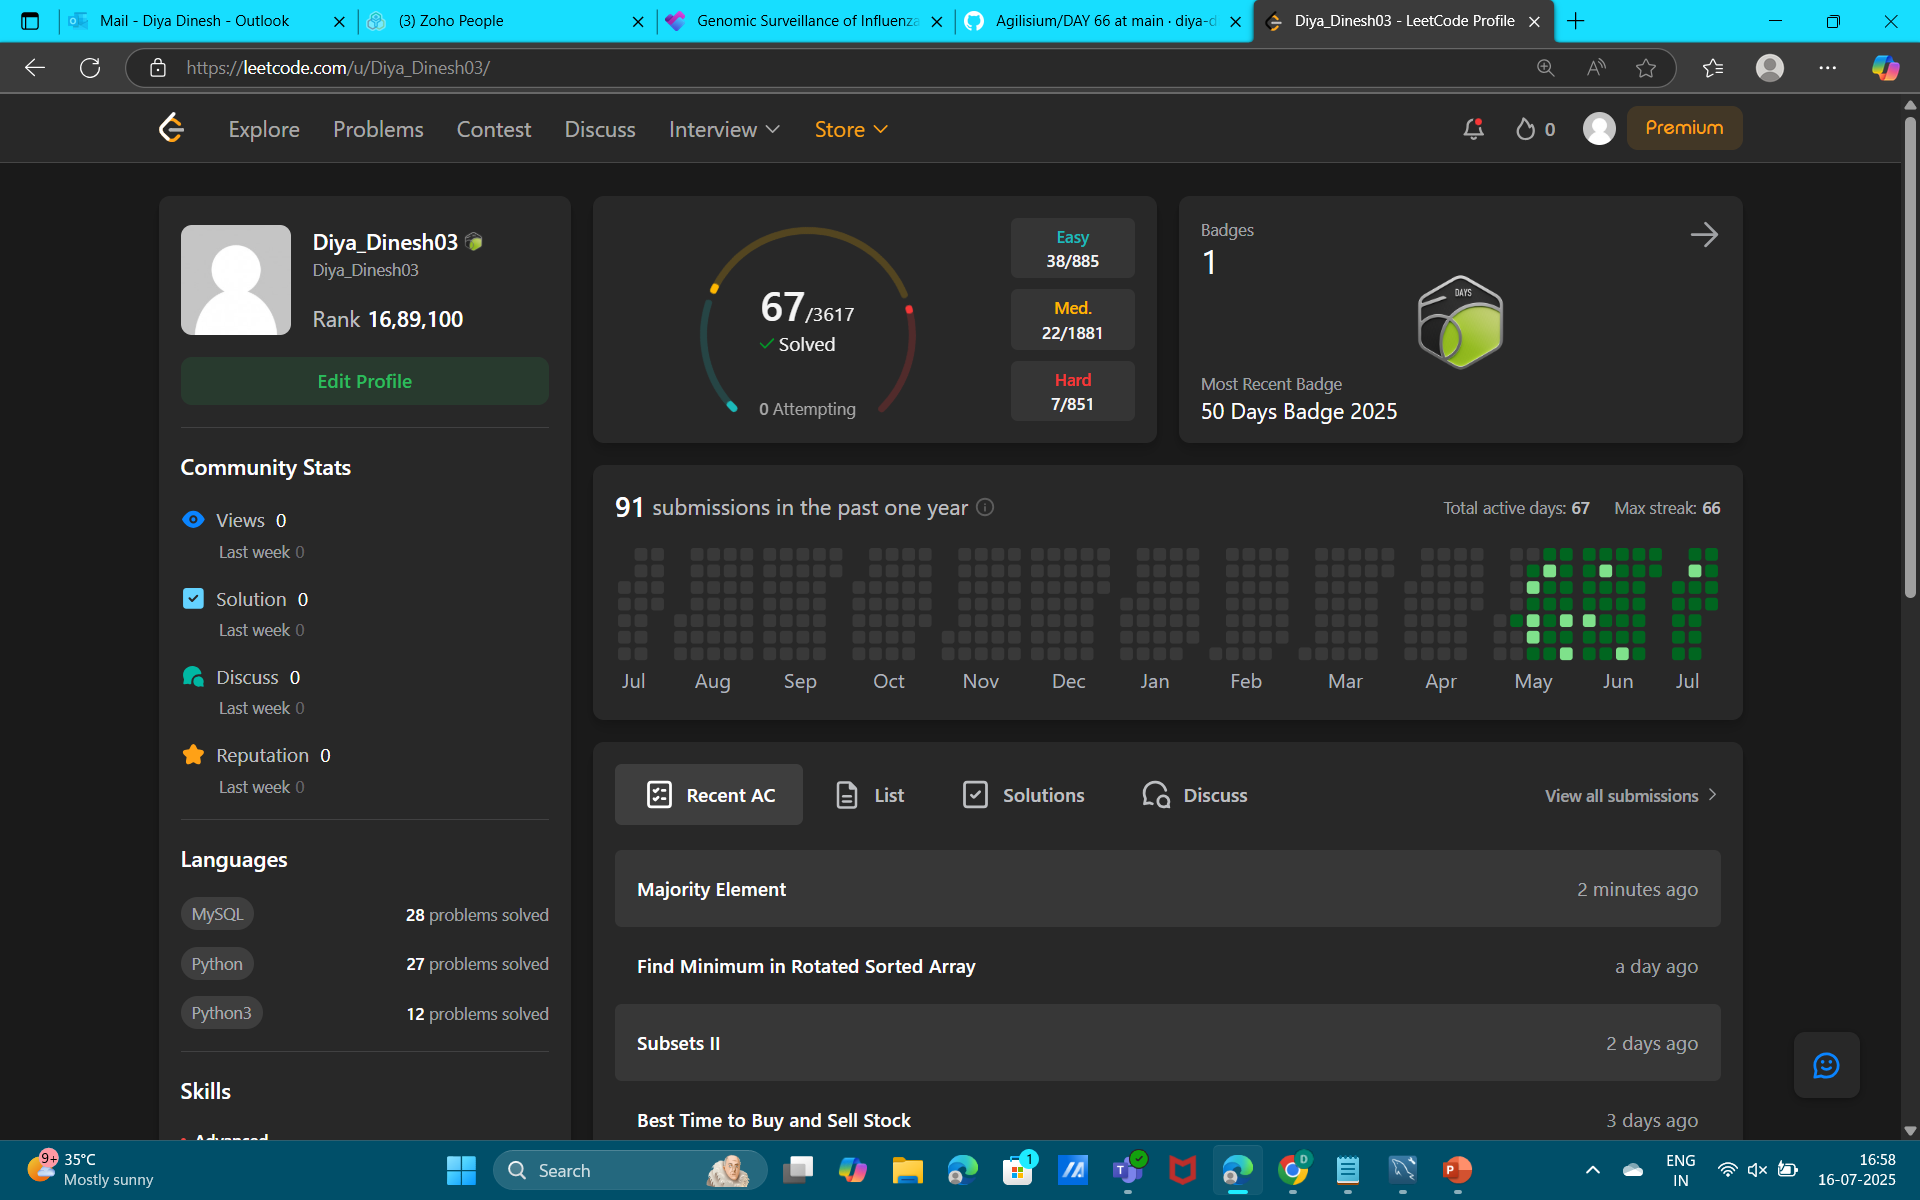 Mail - Diya Dinesh - Outlook
(3) Zoho People
Genomic Surveillance of Influenza
Agilisium/DAY 66 at main · diya-d
Diya_Dinesh03 - LeetCode Profile
https://leetcode.com/u/Diya_Dinesh03/
Explore
Problems
Contest
Discuss
Interview
Store
0
Premium
Diya_Dinesh03
Diya_Dinesh03
Rank 16,89,100
Edit Profile
Community Stats
Views 0
Last week 0
Solution 0
Last week 0
Discuss 0
Last week 0
Reputation 0
Last week 0
Languages
MySQL 28 problems solved
Python 27 problems solved
Python3 12 problems solved
Skills
Advanced
67/3617
Solved
0 Attempting
Easy
38/885
Med.
22/1881
Hard
7/851
Badges
1
DAYS
Most Recent Badge
50 Days Badge 2025
91 submissions in the past one year
Total active days: 67 Max streak: 66
Jul Aug Sep Oct Nov Dec Jan Feb Mar Apr May Jun Jul
Recent AC
List
Solutions
Discuss
View all submissions
Majority Element 2 minutes ago
Find Minimum in Rotated Sorted Array a day ago
Subsets II 2 days ago
Best Time to Buy and Sell Stock 3 days ago
9+
35°C
Mostly sunny
Search
1
D
ENG
IN
16:58
16-07-2025